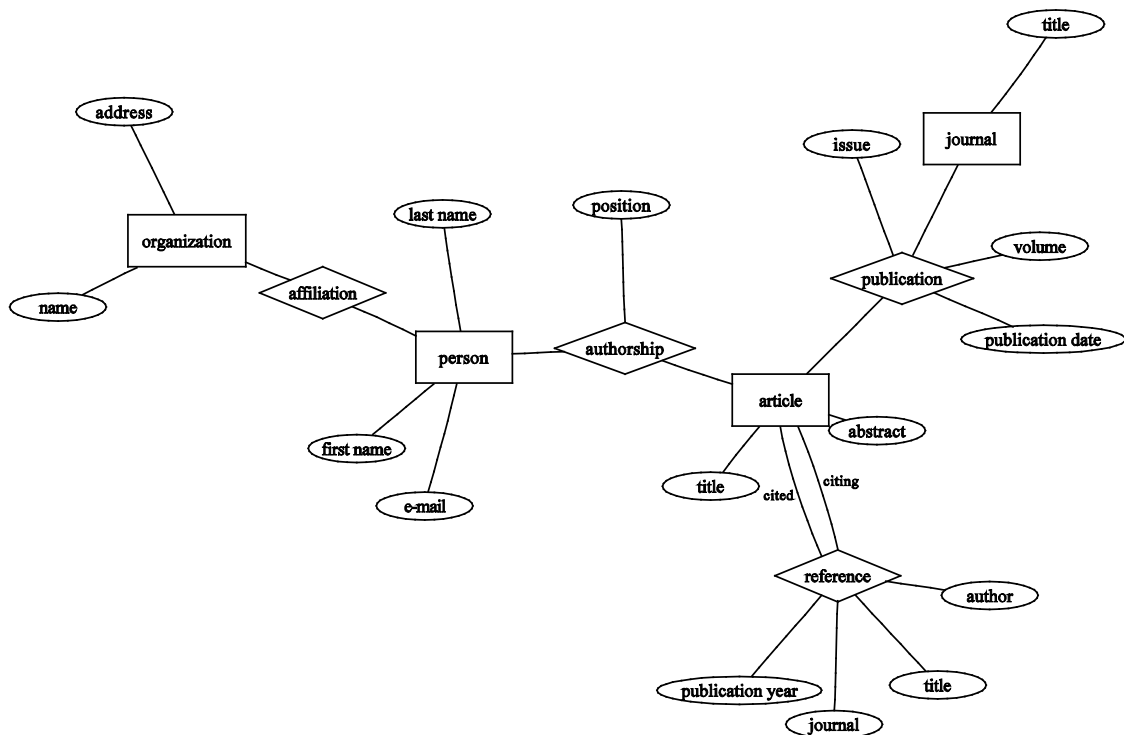 title
address
journal
issue
position
last name
organization
volume
publication
affiliation
name
publication date
authorship
person
article
abstract
first name
title
citing
cited
e-mail
reference
author
title
publication year
journal